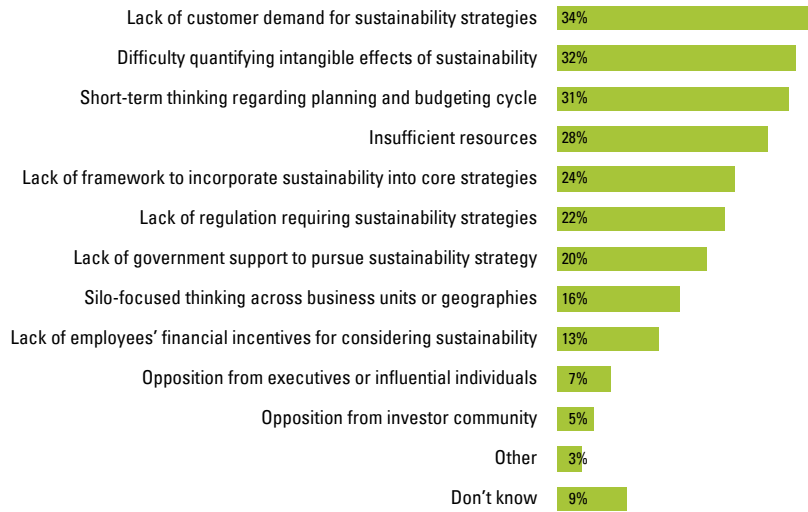 Lack of customer demand for sustainability strategies 34%
Difficulty quantifying intangible effects of sustainability 32%
Short-term thinking regarding planning and budgeting cycle 31%
Insufficient resources 28%
Lack of framework to incorporate sustainability into core strategies 24%
Lack of regulation requiring sustainability strategies 22%
Lack of government support to pursue sustainability strategy 20%
Silo-focused thinking across business units or geographies 16%
Lack of employees’ financial incentives for considering sustainability 13%
Opposition from executives or influential individuals 7%
Opposition from investor community 5%
Other 3%
Don’t know 9%